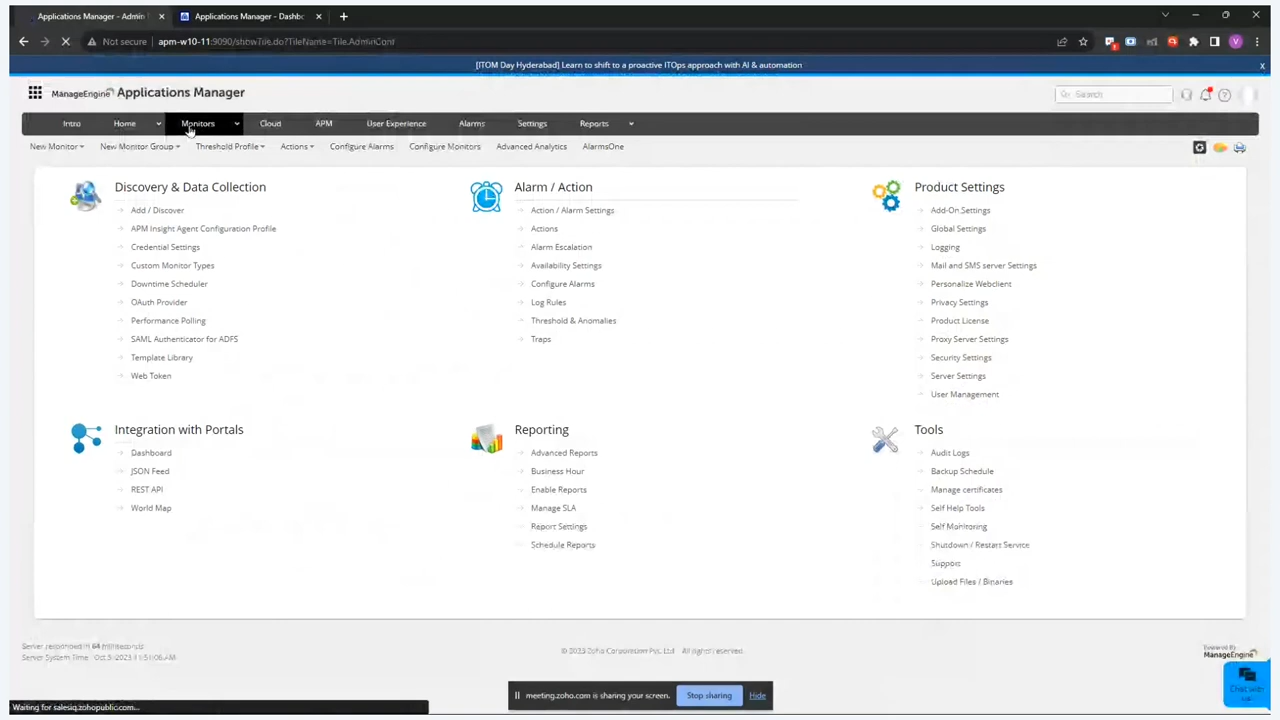 Applications Manager - Admin
Applications Manager - Dashbo
Not secure
apm-w10-11:9090/showTile.do?TileName=Tile.AdminConf
[ITOM Day Hyderabad] Learn to shift to a proactive ITOps approach with AI & automation
x
ManageEngine Applications Manager
Search
Intro
Home
Monitors
Cloud
APM
User Experience
Alarms
Settings
Reports
New Monitor
New Monitor Group
Threshold Profile
Actions
Configure Alarms
Configure Monitors
Advanced Analytics
AlarmsOne
Discovery & Data Collection
Add / Discover
APM Insight Agent Configuration Profile
Credential Settings
Custom Monitor Types
Downtime Scheduler
OAuth Provider
Performance Polling
SAML Authenticator for ADFS
Template Library
Web Token
Alarm / Action
Action / Alarm Settings
Actions
Alarm Escalation
Availability Settings
Configure Alarms
Log Rules
Threshold & Anomalies
Traps
Product Settings
Add-On Settings
Global Settings
Logging
Mail and SMS server Settings
Personalize Webclient
Privacy Settings
Product License
Proxy Server Settings
Security Settings
Server Settings
User Management
Integration with Portals
Dashboard
JSON Feed
REST API
World Map
Reporting
Advanced Reports
Business Hour
Enable Reports
Manage SLA
Report Settings
Schedule Reports
Tools
Audit Logs
Backup Schedule
Manage certificates
Self Help Tools
Self Monitoring
Shutdown / Restart Service
Support
Upload Files / Binaries
Server responded in 64 milliseconds
Server System Time : Oct 5, 2023 11:51:06 AM
© 2023 Zoho Corporation Pvt. Ltd. All rights reserved.
Powered By
ManageEngine
Chat with
us!
meeting.zoho.com is sharing your screen.
Stop sharing
Hide
Waiting for salesiq.zohopublic.com...